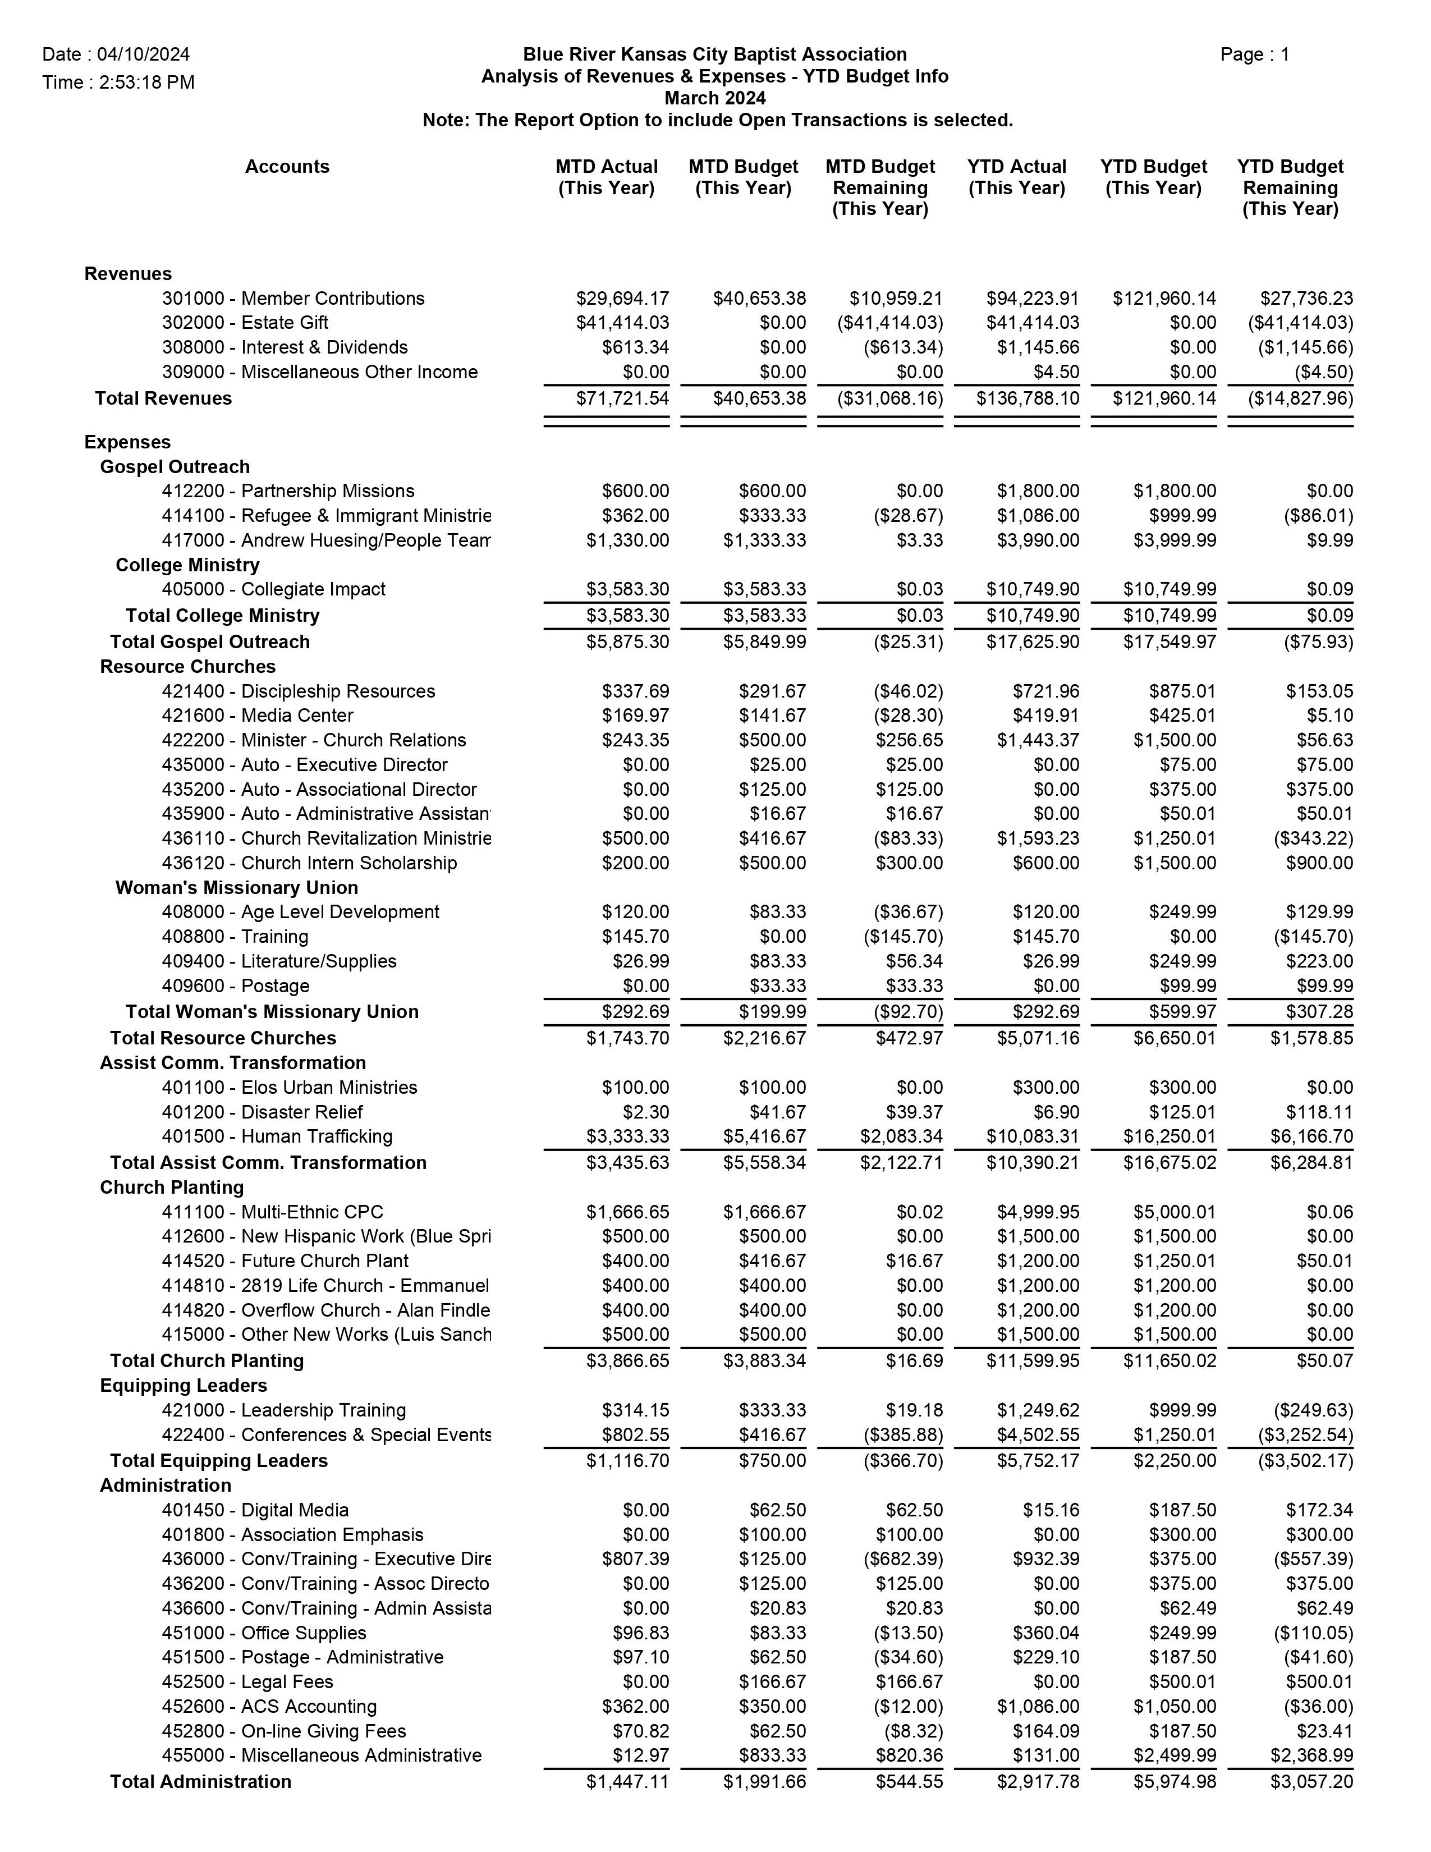 Date : 04/10/2024 Blue River Kansas City Baptist Association Page : 1
Time : 2:53:18 PM Analysis of Revenues & Expenses - YTD Budget Info
March 2024
Note: The Report Option to include Open Transactions is selected.
Accounts MTD Actual MTD Budget MTD Budget YTD Actual YTD Budget YTD Budget
(This Year) (This Year) Remaining (This Year) (This Year) Remaining
(This Year) (This Year)
Revenues
301000 - Member Contributions $29,694.17 $40,653.38 $10,959.21 $94,223.91 $121,960.14 $27,736.23
302000 - Estate Gift $41,414.03 $0.00 ($41,414.03) $41,414.03 $0.00 ($41,414.03)
308000 - Interest & Dividends $613.34 $0.00 ($613.34) $1,145.66 $0.00 ($1,145.66)
309000 - Miscellaneous Other Income $0.00 $0.00 $0.00 $4.50 $0.00 ($4.50)
Total Revenues $71,721.54 $40,653.38 ($31,068.16) $136,788.10 $121,960.14 ($14,827.96)
Expenses
Gospel Outreach
412200 - Partnership Missions $600.00 $600.00 $0.00 $1,800.00 $1,800.00 $0.00
414100 - Refugee & Immigrant Ministrie $362.00 $333.33 ($28.67) $1,086.00 $999.99 ($86.01)
417000 - Andrew Huesing/People Team $1,330.00 $1,333.33 $3.33 $3,990.00 $3,999.99 $9.99
College Ministry
405000 - Collegiate Impact $3,583.30 $3,583.33 $0.03 $10,749.90 $10,749.99 $0.09
Total College Ministry $3,583.30 $3,583.33 $0.03 $10,749.90 $10,749.99 $0.09
Total Gospel Outreach $5,875.30 $5,849.99 ($25.31) $17,625.90 $17,549.97 ($75.93)
Resource Churches
421400 - Discipleship Resources $337.69 $291.67 ($46.02) $721.96 $875.01 $153.05
421600 - Media Center $169.97 $141.67 ($28.30) $419.91 $425.01 $5.10
422200 - Minister - Church Relations $243.35 $500.00 $256.65 $1,443.37 $1,500.00 $56.63
435000 - Auto - Executive Director $0.00 $25.00 $25.00 $0.00 $75.00 $75.00
435200 - Auto - Associational Director $0.00 $125.00 $125.00 $0.00 $375.00 $375.00
435900 - Auto - Administrative Assistan $0.00 $16.67 $16.67 $0.00 $50.01 $50.01
436110 - Church Revitalization Ministrie $500.00 $416.67 ($83.33) $1,593.23 $1,250.01 ($343.22)
436120 - Church Intern Scholarship $200.00 $500.00 $300.00 $600.00 $1,500.00 $900.00
Woman's Missionary Union
408000 - Age Level Development $120.00 $83.33 ($36.67) $120.00 $249.99 $129.99
408800 - Training $145.70 $0.00 ($145.70) $145.70 $0.00 ($145.70)
409400 - Literature/Supplies $26.99 $83.33 $56.34 $26.99 $249.99 $223.00
409600 - Postage $0.00 $33.33 $33.33 $0.00 $99.99 $99.99
Total Woman's Missionary Union $292.69 $199.99 ($92.70) $292.69 $599.97 $307.28
Total Resource Churches $1,743.70 $2,216.67 $472.97 $5,071.16 $6,650.01 $1,578.85
Assist Comm. Transformation
401100 - Elos Urban Ministries $100.00 $100.00 $0.00 $300.00 $300.00 $0.00
401200 - Disaster Relief $2.30 $41.67 $39.37 $6.90 $125.01 $118.11
401500 - Human Trafficking $3,333.33 $5,416.67 $2,083.34 $10,083.31 $16,250.01 $6,166.70
Total Assist Comm. Transformation $3,435.63 $5,558.34 $2,122.71 $10,390.21 $16,675.02 $6,284.81
Church Planting
411100 - Multi-Ethnic CPC $1,666.65 $1,666.67 $0.02 $4,999.95 $5,000.01 $0.06
412600 - New Hispanic Work (Blue Spri $500.00 $500.00 $0.00 $1,500.00 $1,500.00 $0.00
414520 - Future Church Plant $400.00 $416.67 $16.67 $1,200.00 $1,250.01 $50.01
414810 - 2819 Life Church - Emmanuel $400.00 $400.00 $0.00 $1,200.00 $1,200.00 $0.00
414820 - Overflow Church - Alan Findle $400.00 $400.00 $0.00 $1,200.00 $1,200.00 $0.00
415000 - Other New Works (Luis Sanch $500.00 $500.00 $0.00 $1,500.00 $1,500.00 $0.00
Total Church Planting $3,866.65 $3,883.34 $16.69 $11,599.95 $11,650.02 $50.07
Equipping Leaders
421000 - Leadership Training $314.15 $333.33 $19.18 $1,249.62 $999.99 ($249.63)
422400 - Conferences & Special Events $802.55 $416.67 ($385.88) $4,502.55 $1,250.01 ($3,252.54)
Total Equipping Leaders $1,116.70 $750.00 ($366.70) $5,752.17 $2,250.00 ($3,502.17)
Administration
401450 - Digital Media $0.00 $62.50 $62.50 $15.16 $187.50 $172.34
401800 - Association Emphasis $0.00 $100.00 $100.00 $0.00 $300.00 $300.00
436000 - Conv/Training - Executive Dire $807.39 $125.00 ($682.39) $932.39 $375.00 ($557.39)
436200 - Conv/Training - Assoc Directo $0.00 $125.00 $125.00 $0.00 $375.00 $375.00
436600 - Conv/Training - Admin Assista $0.00 $20.83 $20.83 $0.00 $62.49 $62.49
451000 - Office Supplies $96.83 $83.33 ($13.50) $360.04 $249.99 ($110.05)
451500 - Postage - Administrative $97.10 $62.50 ($34.60) $229.10 $187.50 ($41.60)
452500 - Legal Fees $0.00 $166.67 $166.67 $0.00 $500.01 $500.01
452600 - ACS Accounting $362.00 $350.00 ($12.00) $1,086.00 $1,050.00 ($36.00)
452800 - On-line Giving Fees $70.82 $62.50 ($8.32) $164.09 $187.50 $23.41
455000 - Miscellaneous Administrative $12.97 $833.33 $820.36 $131.00 $2,499.99 $2,368.99
Total Administration $1,447.11 $1,991.66 $544.55 $2,917.78 $5,974.98 $3,057.20